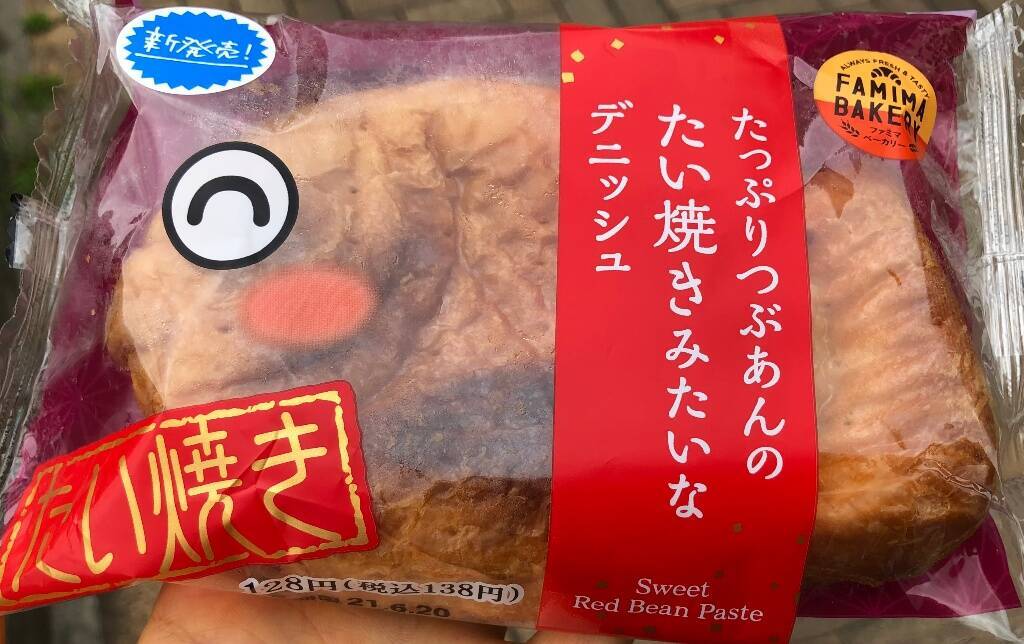 新発売!
ALWAYS FRESH & TASTY
FAMIMA
BAKERY
ファミマ
ベーカリー
たっぷりつぶあんの
たい焼きみたいな
デニッシュ
たい焼き
128円(税込138円)
21.6.20
Sweet
Red Bean Paste